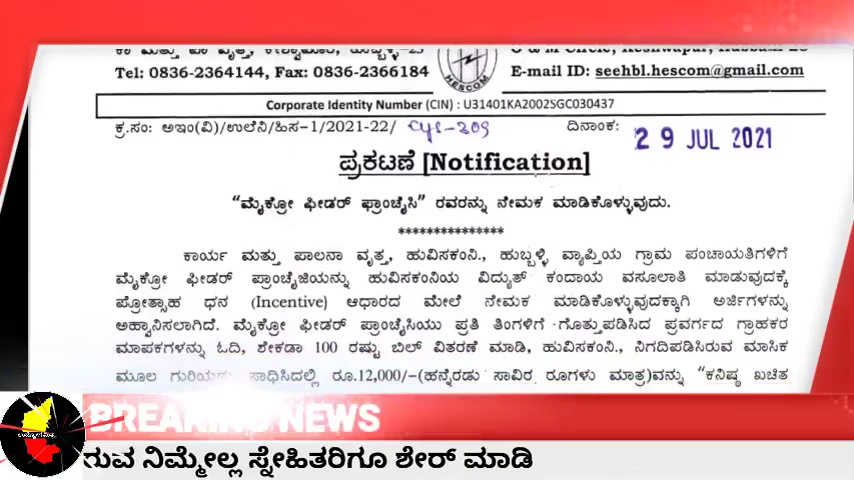 Tel: 0836-2364144, Fax: 0836-2366184
E-mail ID: seehbl.hescom@gmail.com
HESCOM
Corporate Identity Number (CIN) : U31401KA2002SGC030437
ಕ್ರ.ಸಂ: ಅಇಂ(ವಿ)/ಉಲೆನಿ/ಹಿಸ-1/2021-22/
ದಿನಾಂಕ: 29 JUL 2021
ಪ್ರಕಟಣೆ [Notification]
“ಮೈಕ್ರೋ ಫೀಡರ್ ಫ್ರಾಂಚೈಸಿ” ರವರನ್ನು ನೇಮಕ ಮಾಡಿಕೊಳ್ಳುವುದು.
***************
ಕಾರ್ಯ ಮತ್ತು ಪಾಲನಾ ವೃತ್ತ, ಹುವಿಸಕಂನಿ., ಹುಬ್ಬಳ್ಳಿ ವ್ಯಾಪ್ತಿಯ ಗ್ರಾಮ ಪಂಚಾಯತಿಗಳಿಗೆ
ಮೈಕ್ರೋ ಫೀಡರ್ ಪ್ರಾಂಚೈಜಿಯನ್ನು ಹುವಿಸಕಂನಿಯ ವಿದ್ಯುತ್ ಕಂದಾಯ ವಸೂಲಾತಿ ಮಾಡುವುದಕ್ಕೆ
ಪ್ರೋತ್ಸಾಹ ಧನ (Incentive) ಆಧಾರದ ಮೇಲೆ ನೇಮಕ ಮಾಡಿಕೊಳ್ಳುವುದಕ್ಕಾಗಿ ಅರ್ಜಿಗಳನ್ನು
ಅಹ್ವಾನಿಸಲಾಗಿದೆ. ಮೈಕ್ರೋ ಫೀಡರ್ ಪ್ರಾಂಚೈಸಿಯು ಪ್ರತಿ ತಿಂಗಳಿಗೆ ಗೊತ್ತುಪಡಿಸಿದ ಪ್ರವರ್ಗದ ಗ್ರಾಹಕರ
ಮಾಪಕಗಳನ್ನು ಓದಿ, ಶೇಕಡಾ 100 ರಷ್ಟು ಬಿಲ್ ವಿತರಣೆ ಮಾಡಿ, ಹುವಿಸಕಂನಿ., ನಿಗದಿಪಡಿಸಿರುವ ಮಾಸಿಕ
ಮೂಲ ಗುರಿಯನ್ನು ಸಾಧಿಸಿದಲ್ಲಿ ರೂ.12,000/-(ಹನ್ನೆರಡು ಸಾವಿರ ರೂಗಳು ಮಾತ್ರ)ವನ್ನು “ಕನಿಷ್ಠ ಖಚಿತ
BREAKING NEWS
ಗುವ ನಿಮ್ಮೆಲ್ಲ ಸ್ನೇಹಿತರಿಗೂ ಶೇರ್ ಮಾಡಿ